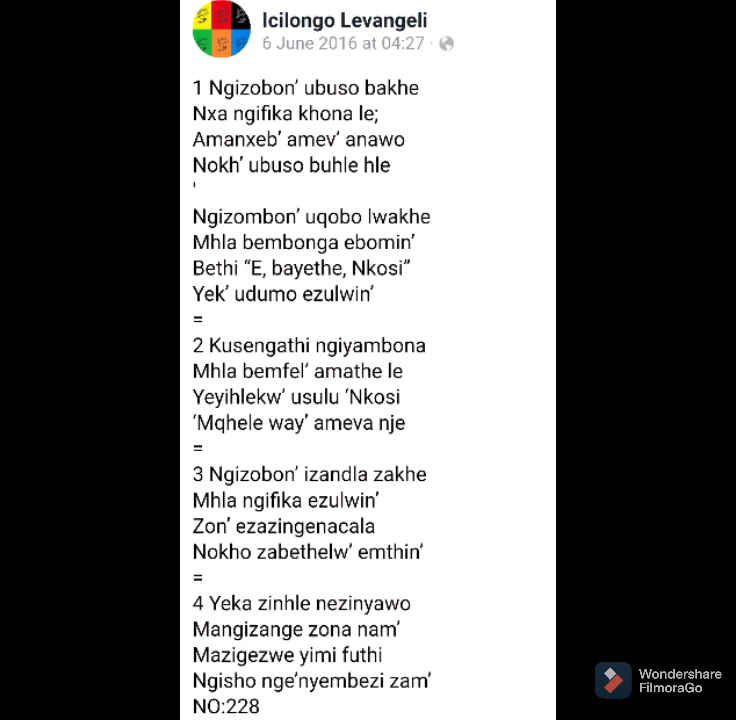 Icilongo Levangeli
6 June 2016 at 04:27 ·
1 Ngizobon’ ubuso bakhe
Nxa ngifika khona le;
Amanxeb’ amev’ anawo
Nokh’ ubuso buhle hle
'
Ngizombon’ uqobo lwakhe
Mhla bembonga ebomin’
Bethi “E, bayethe, Nkosi”
Yek’ udumo ezulwin’
=
2 Kusengathi ngiyambona
Mhla bemfel’ amathe le
Yeyihlekw’ usulu ‘Nkosi
‘Mqhele way’ ameva nje
=
3 Ngizobon’ izandla zakhe
Mhla ngifika ezulwin’
Zon’ ezazingenacala
Nokho zabethelw’ emthin’
=
4 Yeka zinhle nezinyawo
Mangizange zona nam’
Mazigezwe yimi futhi
Ngisho nge’nyembezi zam’
NO:228
Wondershare
FilmoraGo